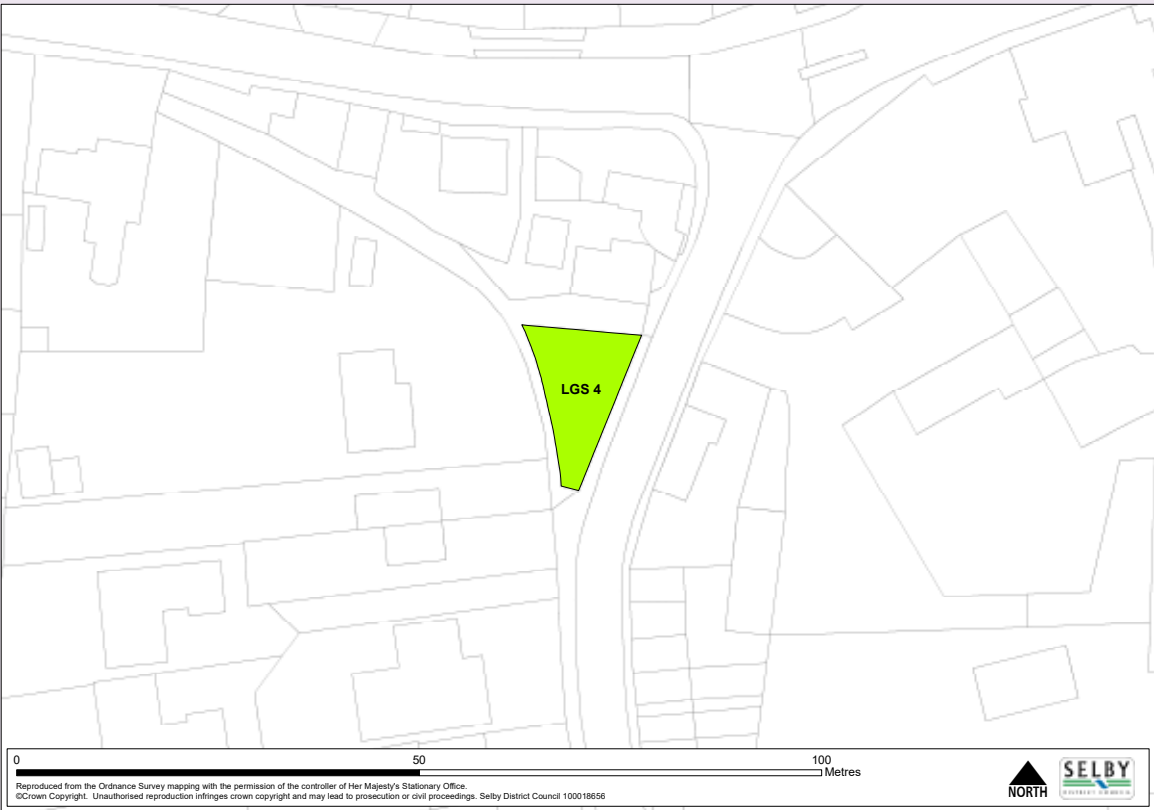 LGS 4
0 50 100
Metres
Reproduced from the Ordnance Survey mapping with the permission of the controller of Her Majesty's Stationary Office.
©Crown Copyright. Unauthorised reproduction infringes crown copyright and may lead to prosecution or civil proceedings. Selby District Council 100018656
NORTH
SELBY
DISTRICT COUNCIL